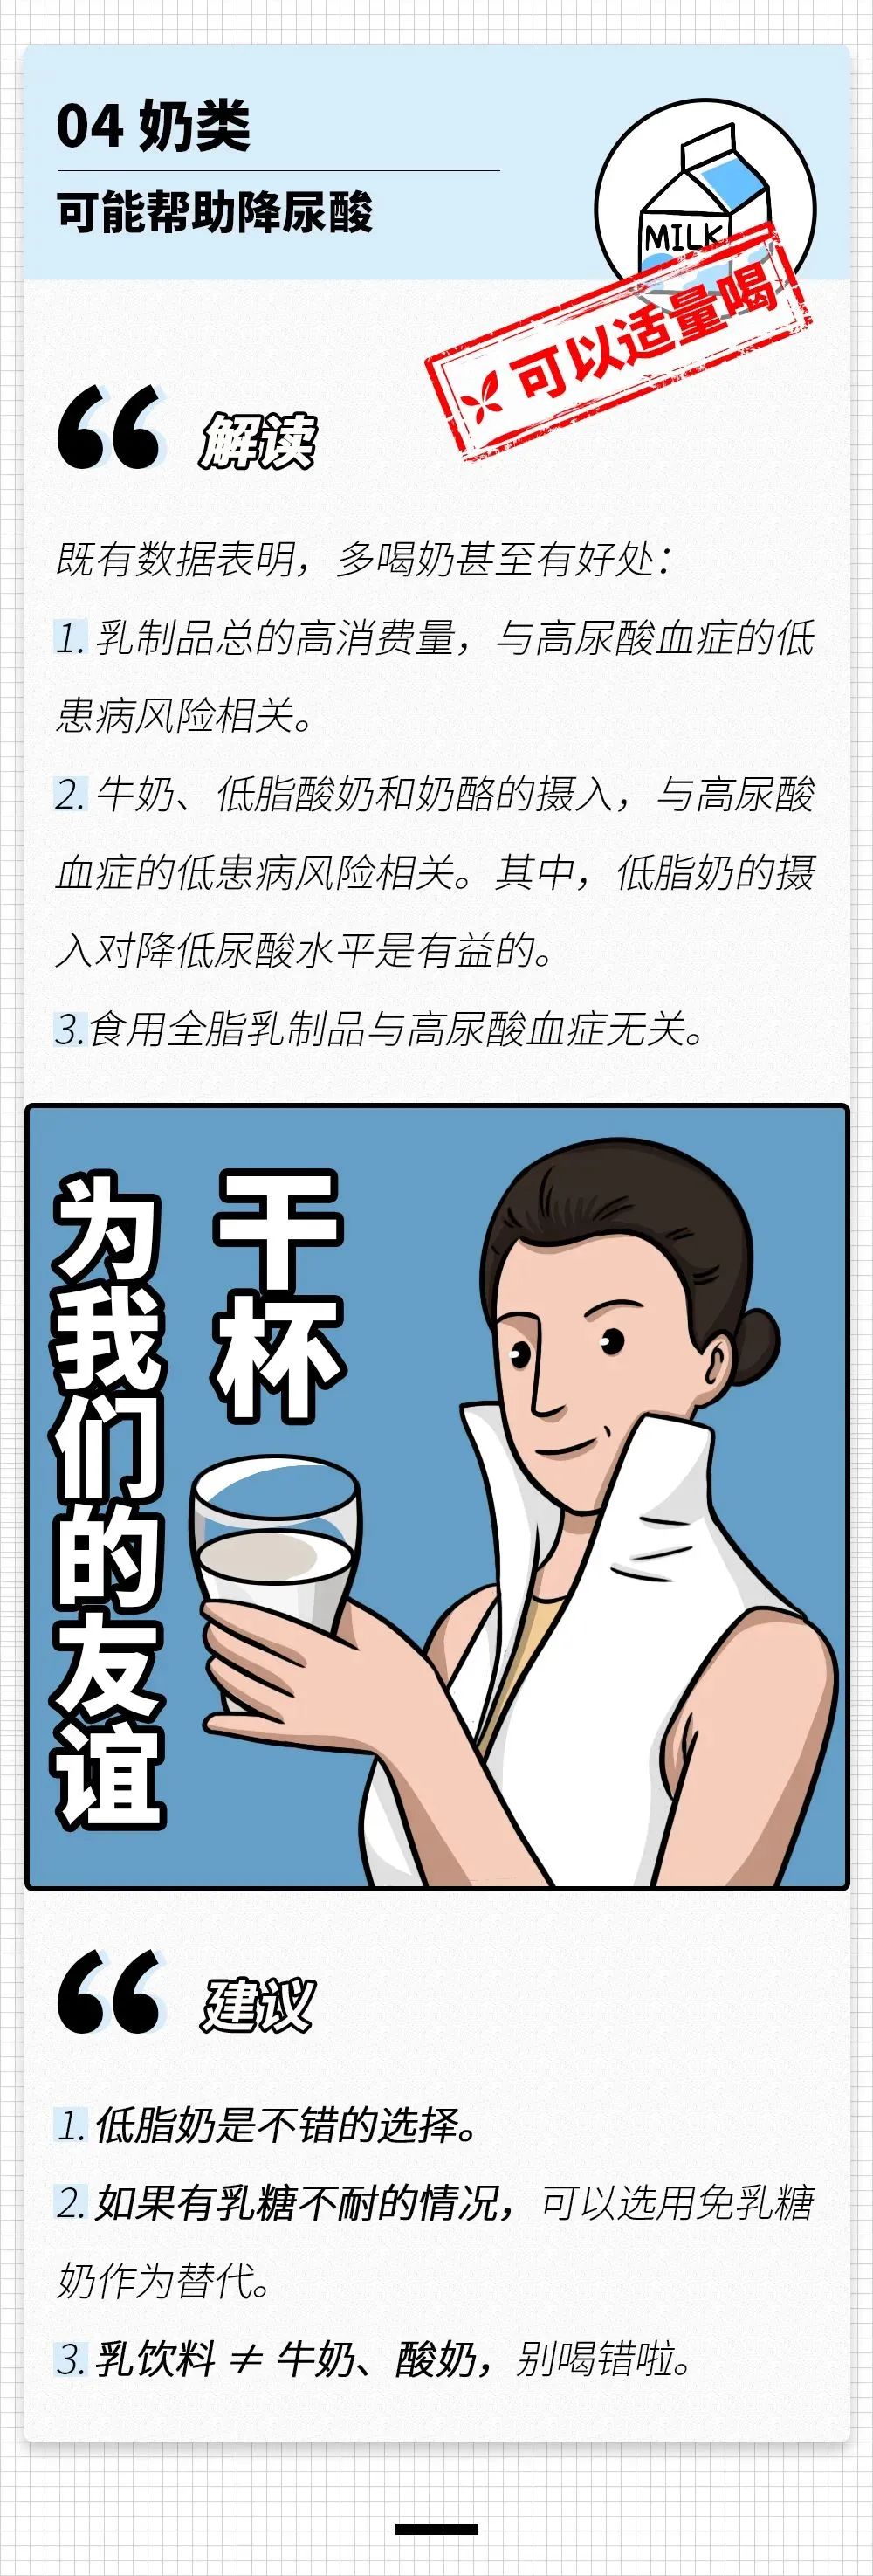 04 奶类
可能帮助降尿酸
MILK
可以适量喝
解读
既有数据表明，多喝奶甚至有好处：
1. 乳制品总的高消费量，与高尿酸血症的低
患病风险相关。
2. 牛奶、低脂酸奶和奶酪的摄入，与高尿酸
血症的低患病风险相关。其中，低脂奶的摄
入对降低尿酸水平是有益的。
3.食用全脂乳制品与高尿酸血症无关。
为我们的友谊
干杯
建议
1. 低脂奶是不错的选择。
2. 如果有乳糖不耐的情况，可以选用免乳糖
奶作为替代。
3. 乳饮料 ≠ 牛奶、酸奶，别喝错啦。